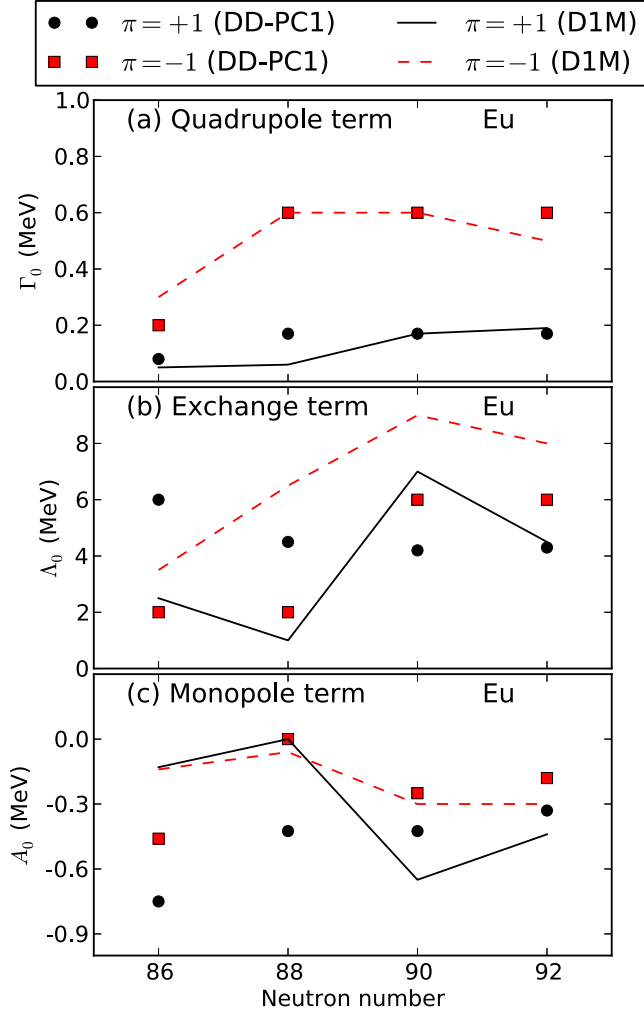 π=+1 (DD-PC1) π=+1 (D1M)
π=−1 (DD-PC1) π=−1 (D1M)
(a) Quadrupole term Eu
1.0
0.8
0.6
0.4
0.2
0.0
Γ₀ (MeV)
(b) Exchange term Eu
8
6
4
2
0
Λ₀ (MeV)
(c) Monopole term Eu
0.0
-0.3
-0.6
-0.9
A₀ (MeV)
86 88 90 92
Neutron number